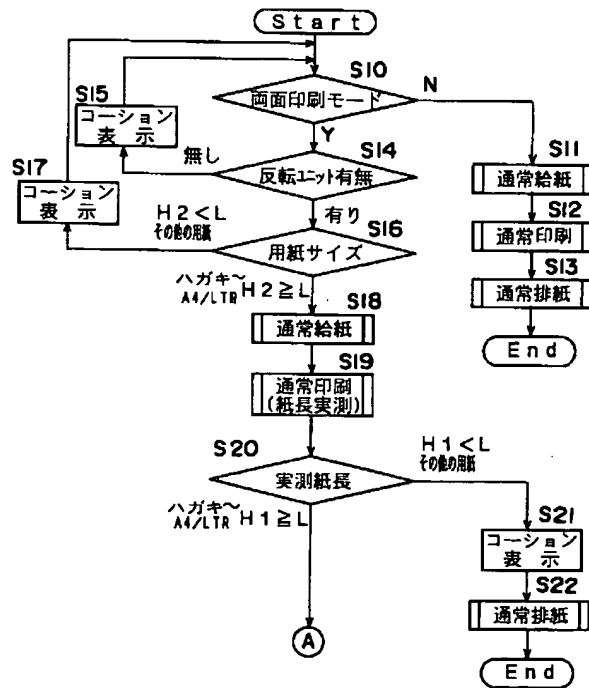 Start
S10
両面印刷モード
N
Y
S15
コーション
表 示
無し
S14
反転ユニット有無
有り
S17
コーション
表 示
H2<L
その他の用紙
S16
用紙サイズ
ハガキ~
A4/LTR
H2≧L
S11
通常給紙
S12
通常印刷
S13
通常排紙
End
S18
通常給紙
S19
通常印刷
(紙長実測)
S20
実測紙長
H1<L
その他の用紙
ハガキ~
A4/LTR
H1≧L
S21
コーション
表 示
S22
通常排紙
End
A